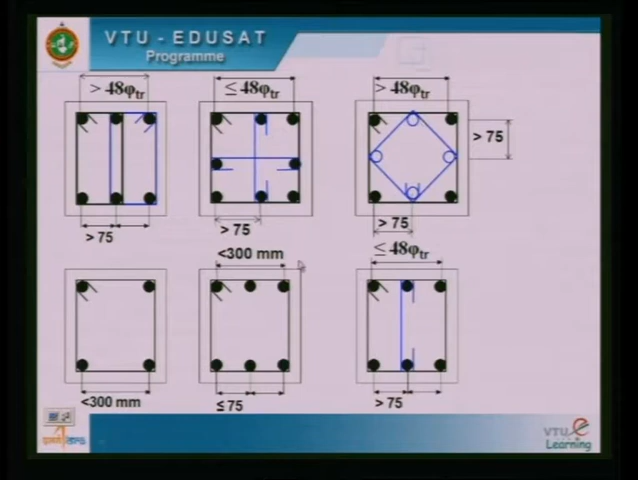 VTU - EDUSAT
Programme
> 48φtr
≤ 48φtr
> 48φtr
> 75
> 75
> 75
> 75
<300 mm
≤ 48φtr
<300 mm
≤ 75
> 75
VTU e
Learning